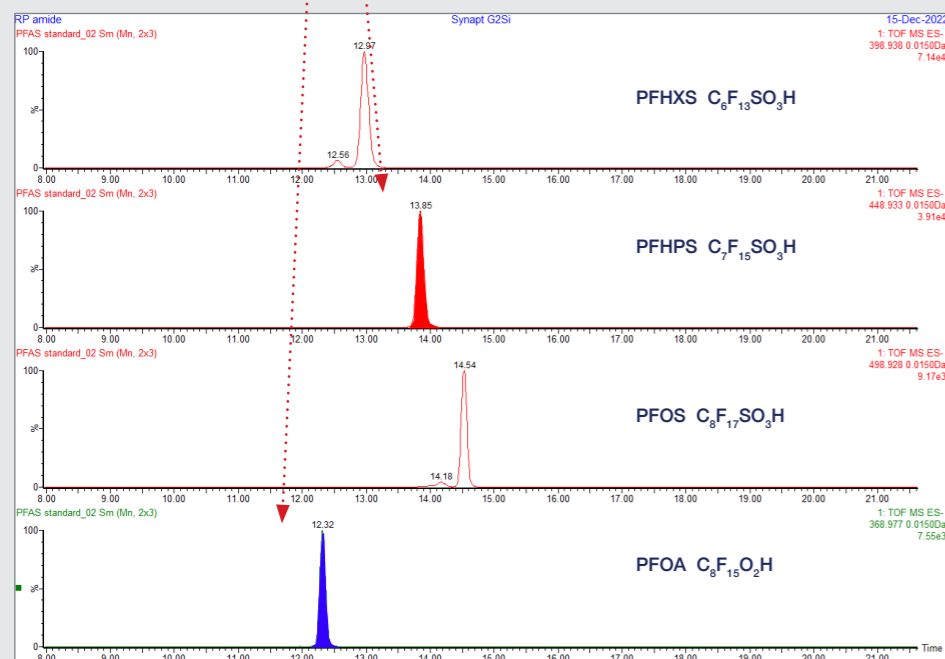 RP amide Synapt G2Si 15-Dec-2022
PFAS standard_02 Sm (Mn, 2x3) 1: TOF MS ES-
398.938 0.0150Da
7.14e4
100
%
0
12.97
12.56
PFHXS C₆F₁₃SO₃H
8.00 9.00 10.00 11.00 12.00 13.00 14.00 15.00 16.00 17.00 18.00 19.00 20.00 21.00
PFAS standard_02 Sm (Mn, 2x3) 1: TOF MS ES-
448.933 0.0150Da
3.91e4
100
%
0
13.85
PFHPS C₇F₁₅SO₃H
8.00 9.00 10.00 11.00 12.00 13.00 14.00 15.00 16.00 17.00 18.00 19.00 20.00 21.00
PFAS standard_02 Sm (Mn, 2x3) 1: TOF MS ES-
498.928 0.0150Da
9.17e3
100
%
0
14.54
14.18
PFOS C₈F₁₇SO₃H
8.00 9.00 10.00 11.00 12.00 13.00 14.00 15.00 16.00 17.00 18.00 19.00 20.00 21.00
PFAS standard_02 Sm (Mn, 2x3) 1: TOF MS ES-
368.977 0.0150Da
7.55e3
100
%
0
12.32
PFOA C₈F₁₅O₂H
Time
8.00 9.00 10.00 11.00 12.00 13.00 14.00 15.00 16.00 17.00 18.00 19.00 20.00 21.00